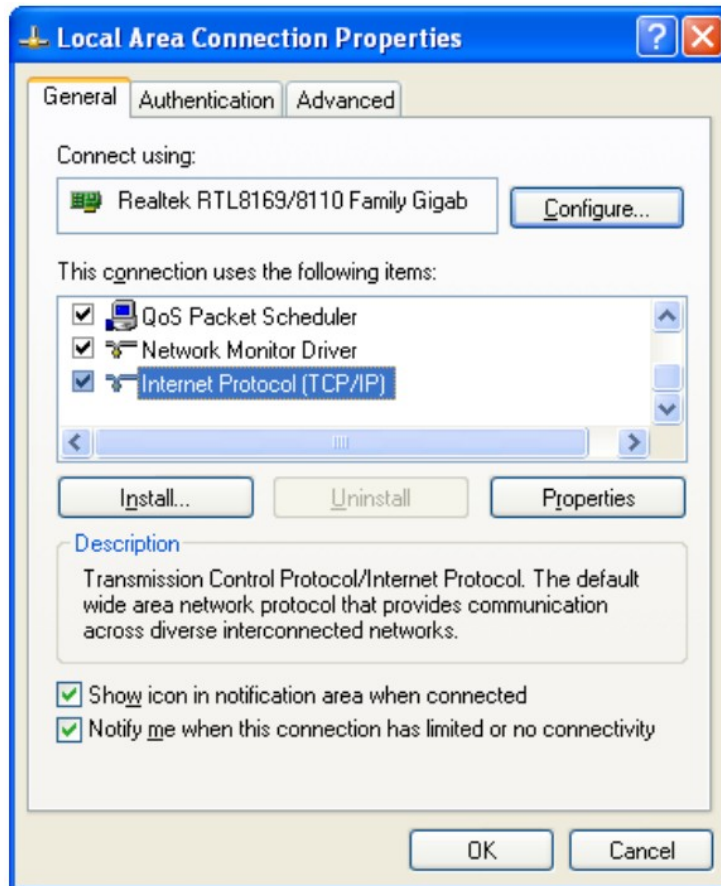 Local Area Connection Properties
General Authentication Advanced
Connect using:
Realtek RTL8169/8110 Family Gigab
Configure...
This connection uses the following items:
QoS Packet Scheduler
Network Monitor Driver
Internet Protocol (TCP/IP)
Install... Uninstall Properties
Description
Transmission Control Protocol/Internet Protocol. The default
wide area network protocol that provides communication
across diverse interconnected networks.
Show icon in notification area when connected
Notify me when this connection has limited or no connectivity
OK Cancel